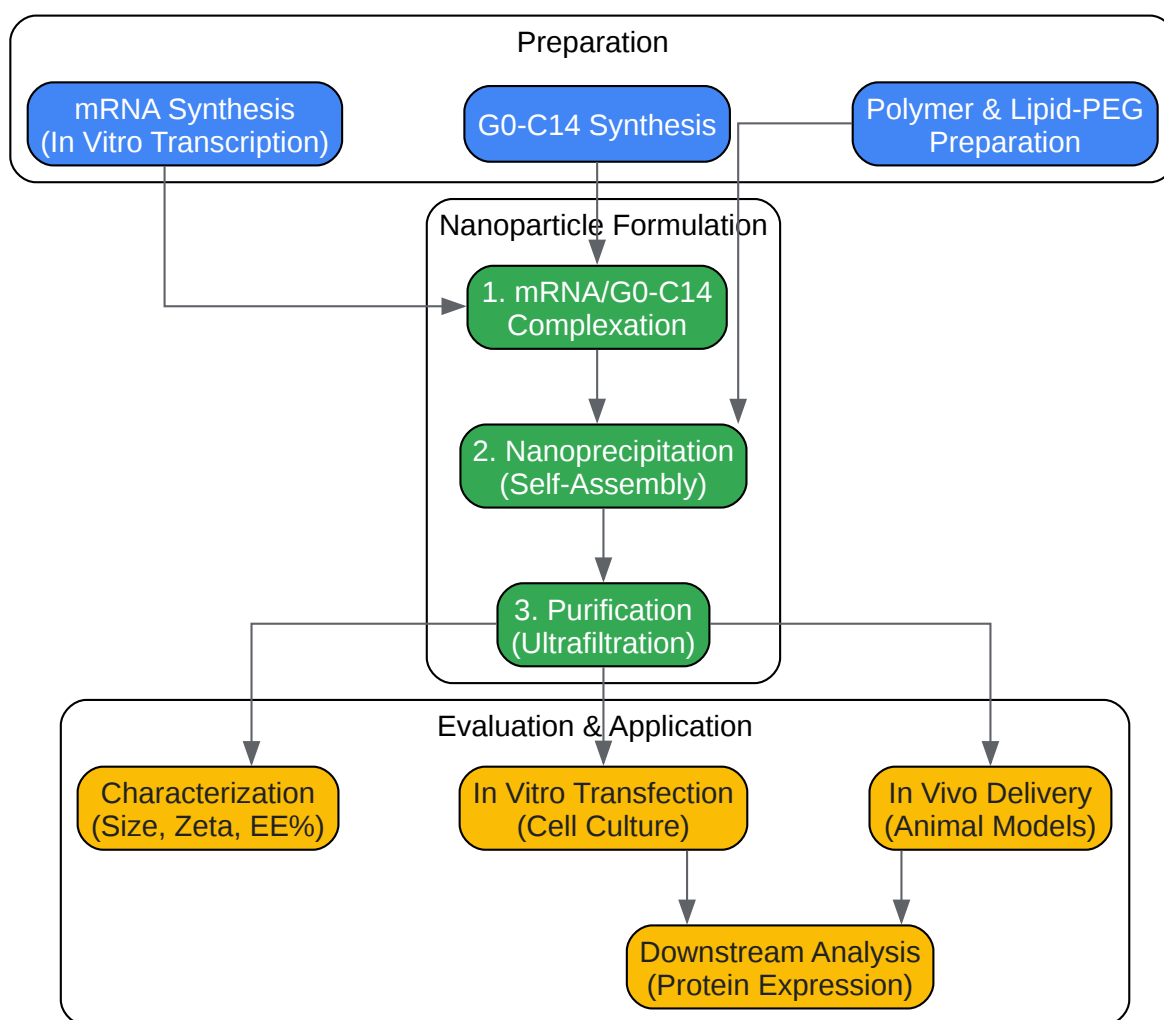 Preparation
mRNA Synthesis
(In Vitro Transcription)
G0-C14 Synthesis
Polymer & Lipid-PEG
Preparation
Nanoparticle Formulation
1. mRNA/G0-C14
Complexation
2. Nanoprecipitation
(Self-Assembly)
3. Purification
(Ultrafiltration)
Evaluation & Application
Characterization
(Size, Zeta, EE%)
In Vitro Transfection
(Cell Culture)
In Vivo Delivery
(Animal Models)
Downstream Analysis
(Protein Expression)